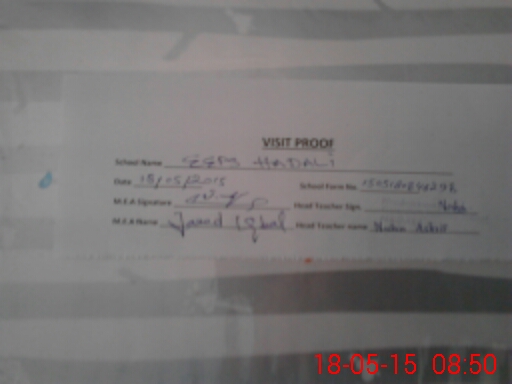 VISIT PROOF
School Name GGPS HADALI
Date 18/05/2015 School Form No.
M.E.A Signature Head Teacher Sign
M.E.A Name Javed Iqbal Head Teacher name
18-05-15 08:50